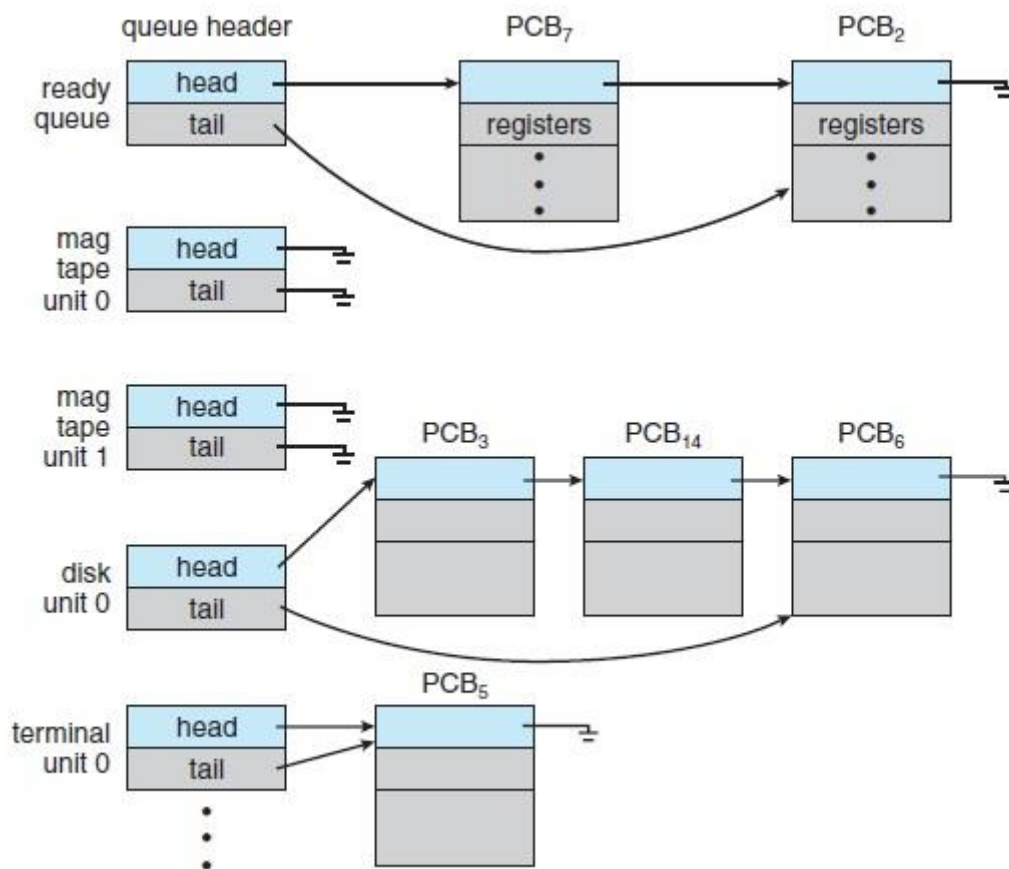 queue header
PCB₇
PCB₂
ready
queue
head
tail
registers
registers
mag
tape
unit 0
head
tail
mag
tape
unit 1
head
tail
PCB₃
PCB₁₄
PCB₆
disk
unit 0
head
tail
PCB₅
terminal
unit 0
head
tail